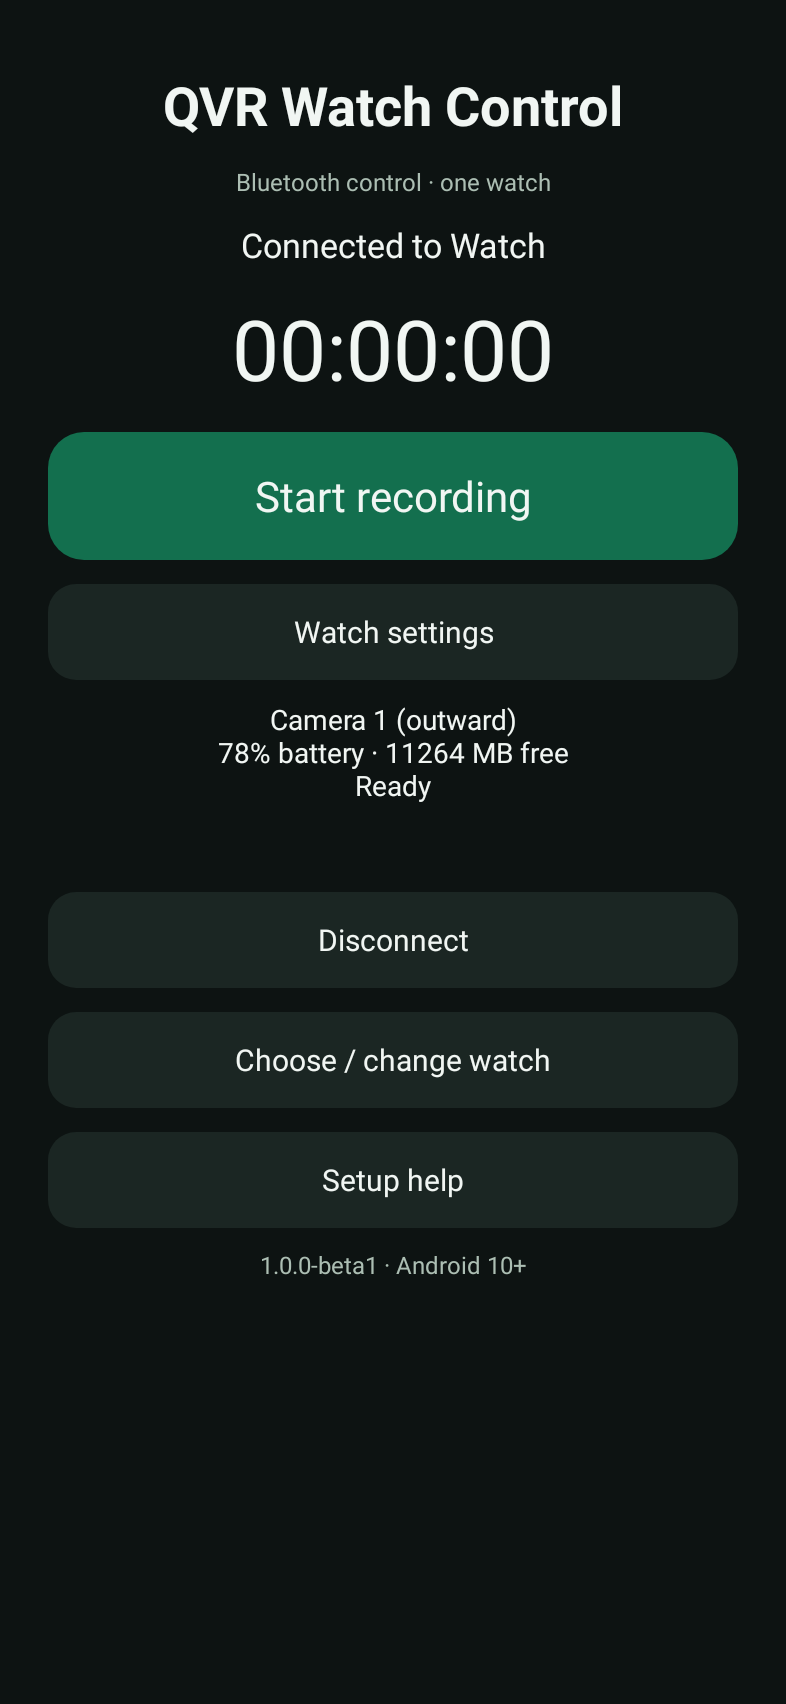 QVR Watch Control
Bluetooth control · one watch
Connected to Watch
00:00:00
Start recording
Watch settings
Camera 1 (outward)
78% battery · 11264 MB free
Ready
Disconnect
Choose / change watch
Setup help
1.0.0-beta1 · Android 10+